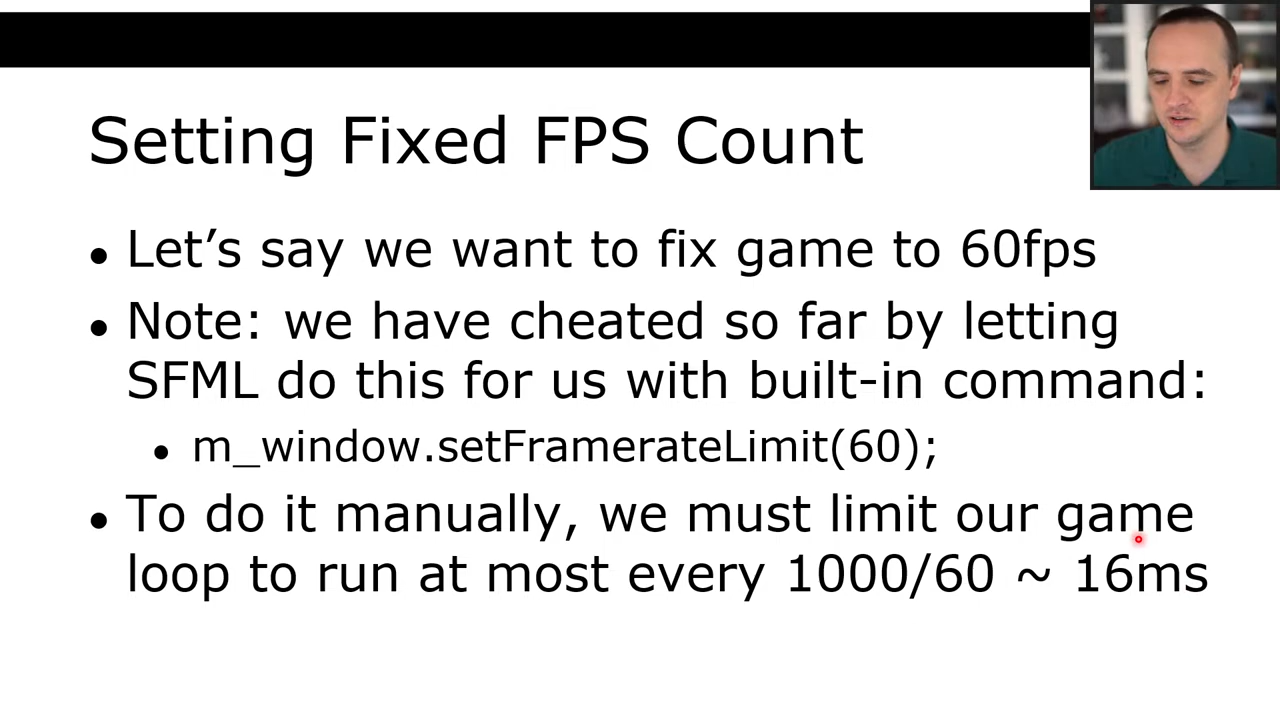 Setting Fixed FPS Count
• Let’s say we want to fix game to 60fps
• Note: we have cheated so far by letting
SFML do this for us with built-in command:
• m_window.setFramerateLimit(60);
• To do it manually, we must limit our game
loop to run at most every 1000/60 ~ 16ms